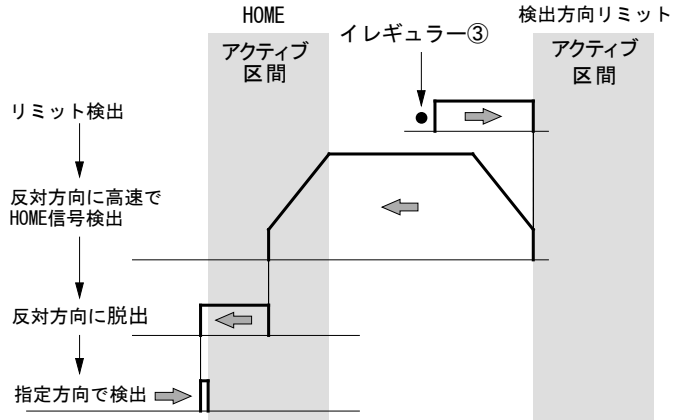 HOME
検出方向リミット
イレギュラー③
アクティブ
区間
アクティブ
区間
リミット検出
反対方向に高速で
HOME信号検出
反対方向に脱出
指定方向で検出